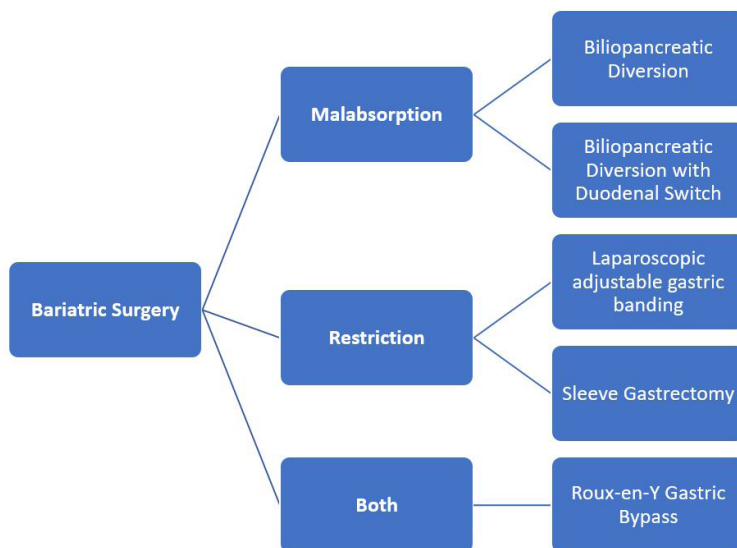 Bariatric Surgery
Malabsorption
Biliopancreatic
Diversion
Biliopancreatic
Diversion with
Duodenal Switch
Restriction
Laparoscopic
adjustable gastric
banding
Sleeve Gastrectomy
Both
Roux-en-Y Gastric
Bypass